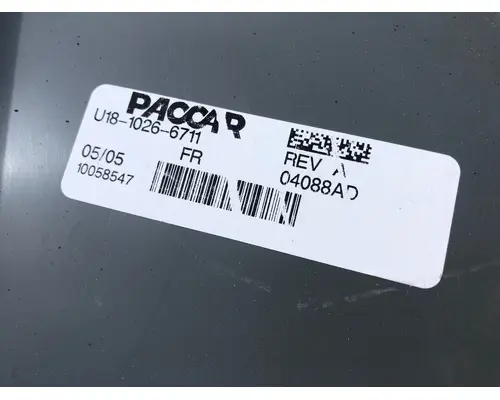 PACCAR
U18-1026-6711
FR
REV A
05/05
04088AD
10058547